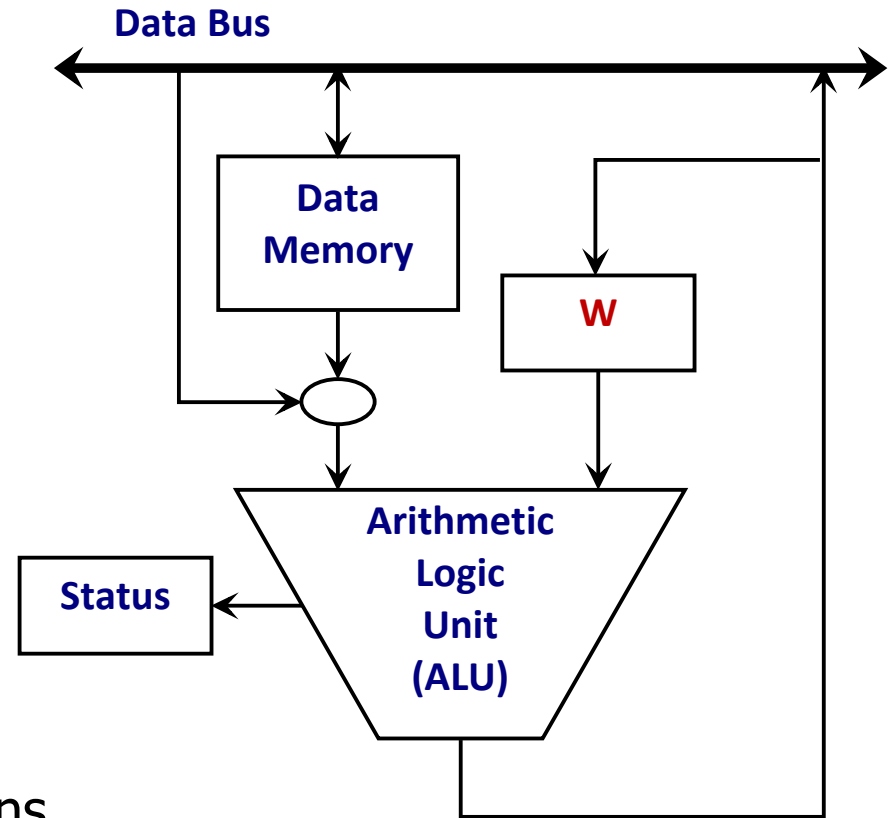 Data Bus
Data
Memory
W
Arithmetic
Logic
Unit
(ALU)
Status